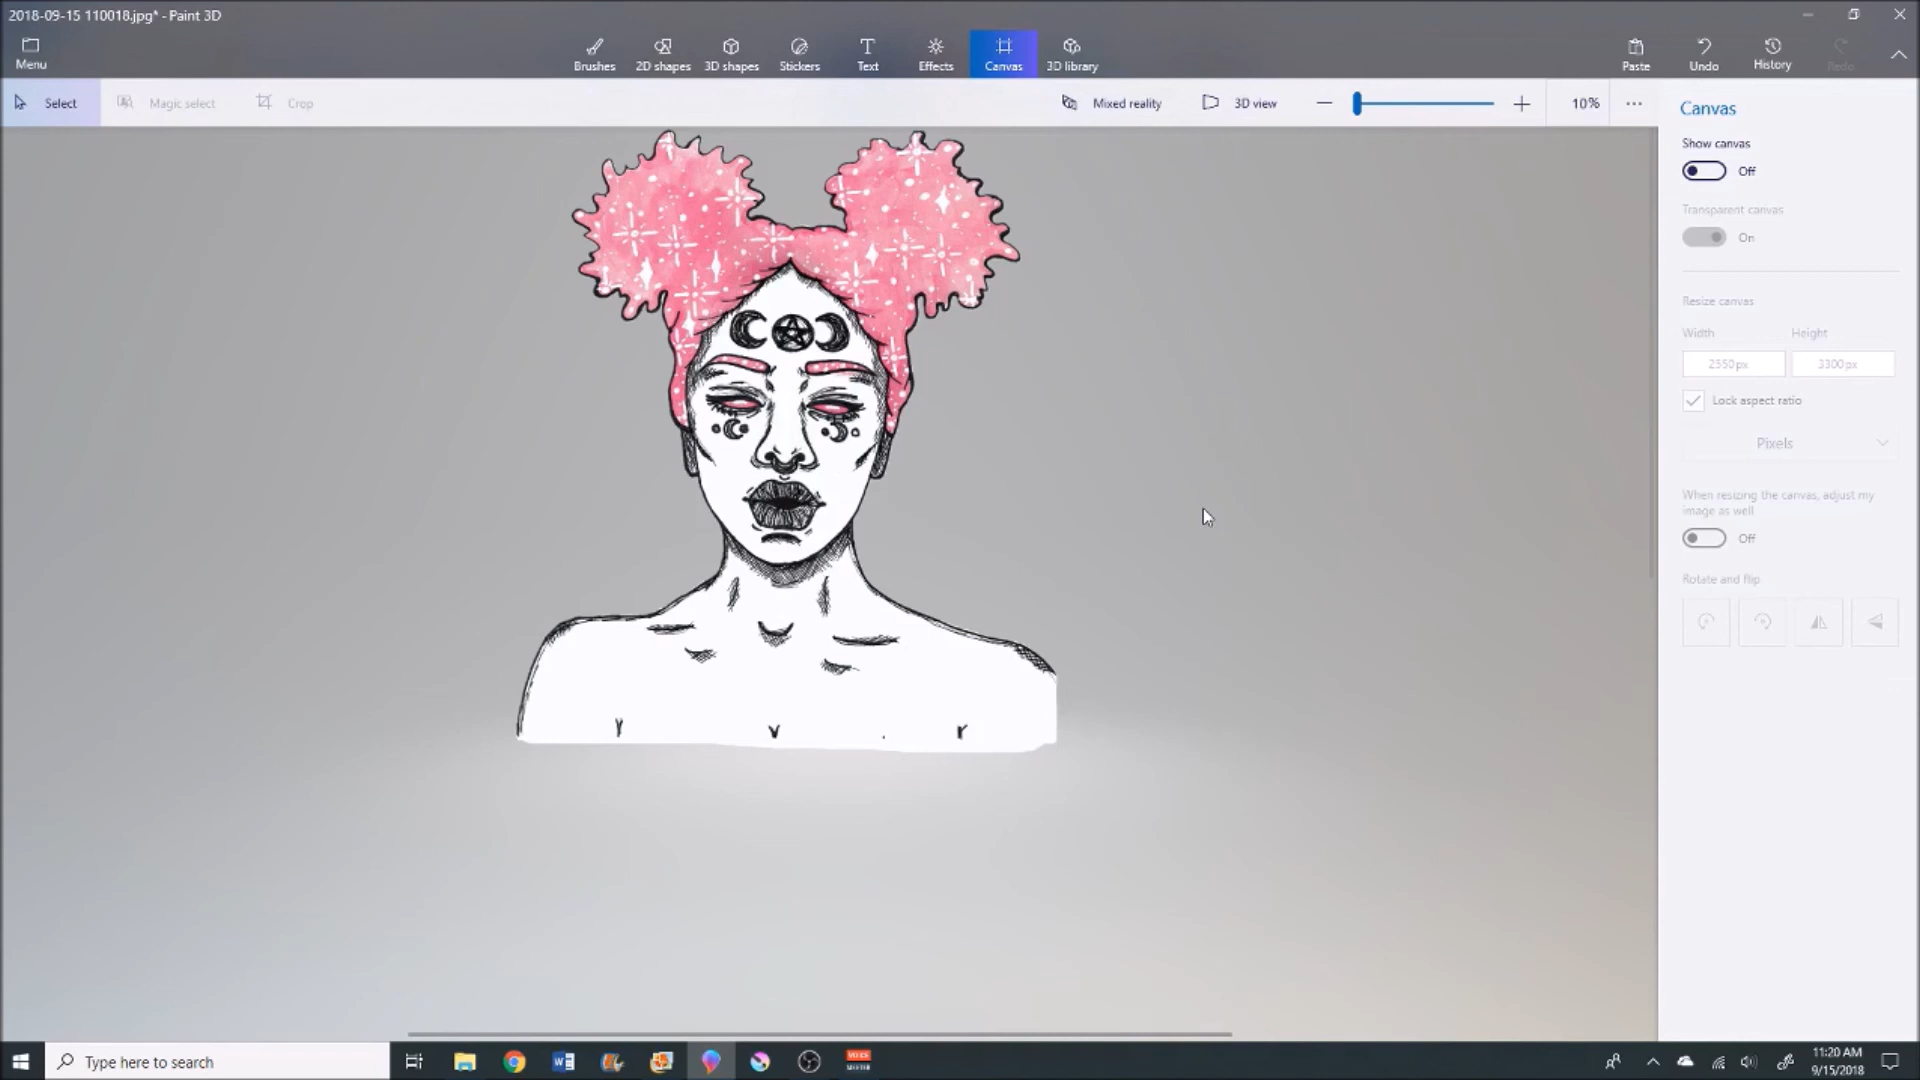 2018-09-15 110018.jpg* - Paint 3D
Menu
Brushes
2D shapes
3D shapes
Stickers
Text
Effects
Canvas
3D library
Paste
Undo
History
Redo
Select
Magic select
Crop
Mixed reality
3D view
10%
Canvas
Show canvas
Off
Transparent canvas
On
Resize canvas
Width Height
2550px 3300px
Lock aspect ratio
Pixels
When resizing the canvas, adjust my
image as well
Off
Rotate and flip
Type here to search
11:20 AM
9/15/2018